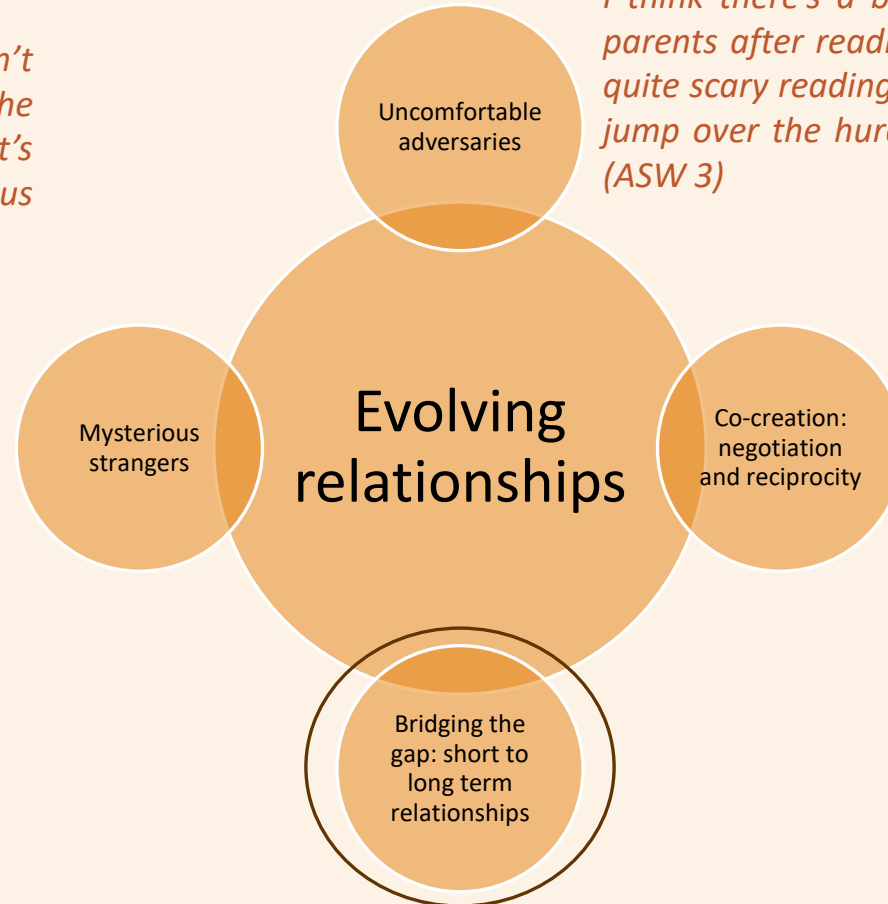 n't
he
t's
us
I think there's a b
parents after readi
quite scary reading
jump over the hurd
(ASW 3)
Uncomfortable
adversaries
Mysterious
strangers
Evolving
relationships
Co-creation:
negotiation
and reciprocity
Bridging the
gap: short to
long term
relationships